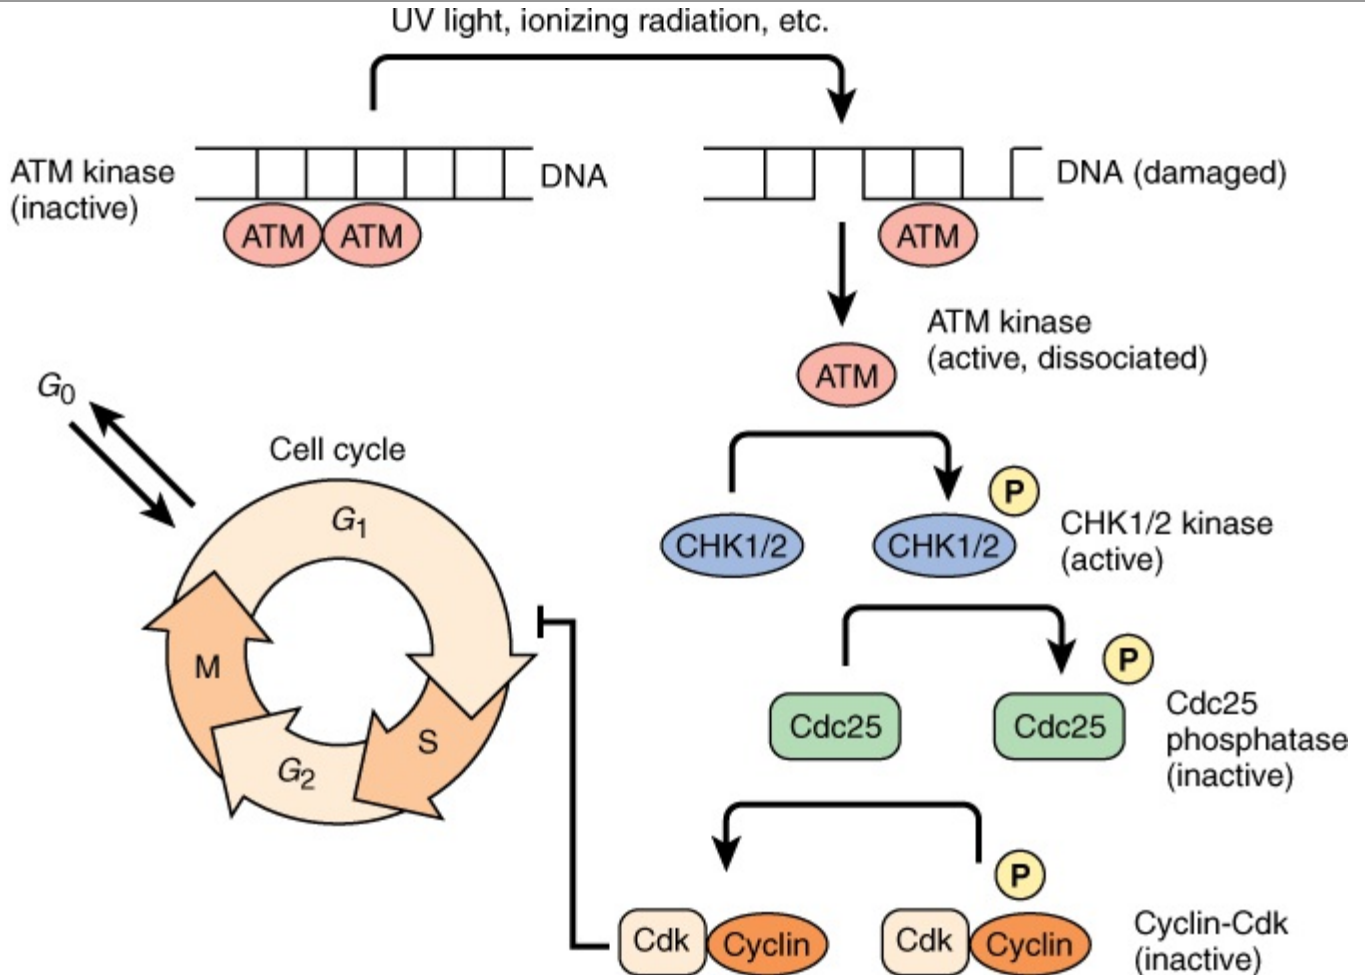 UV light, ionizing radiation, etc.
ATM kinase
(inactive)
DNA
DNA (damaged)
ATM
ATM
ATM
ATM kinase
(active, dissociated)
ATM
G0
Cell cycle
G1
M
S
G2
P
CHK1/2
CHK1/2
CHK1/2 kinase
(active)
P
Cdc25
Cdc25
Cdc25
phosphatase
(inactive)
P
Cdk
Cyclin
Cdk
Cyclin
Cyclin-Cdk
(inactive)